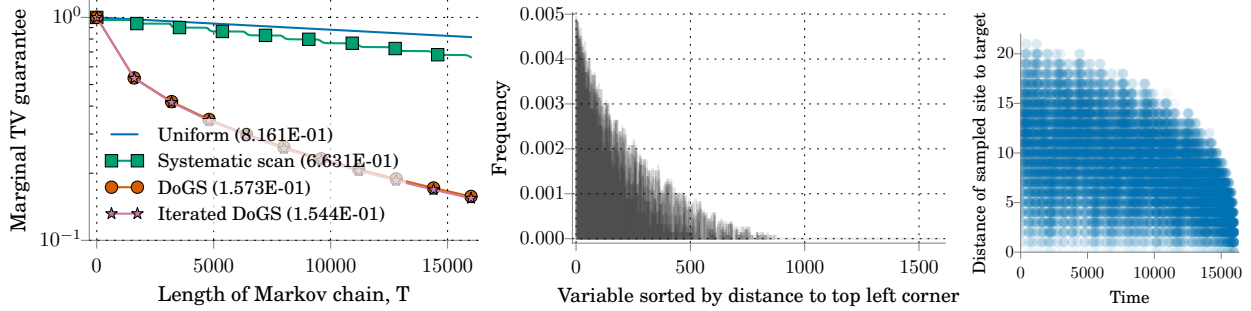 Marginal TV guarantee
10⁰
10⁻¹
Uniform (8.161E-01)
Systematic scan (6.631E-01)
DoGS (1.573E-01)
Iterated DoGS (1.544E-01)
0 5000 10000 15000
Length of Markov chain, T
Frequency
0.005
0.004
0.003
0.002
0.001
0.000
0 500 1000 1500
Variable sorted by distance to top left corner
Distance of sampled site to target
25
20
15
10
5
0
0 5000 10000 15000
Time